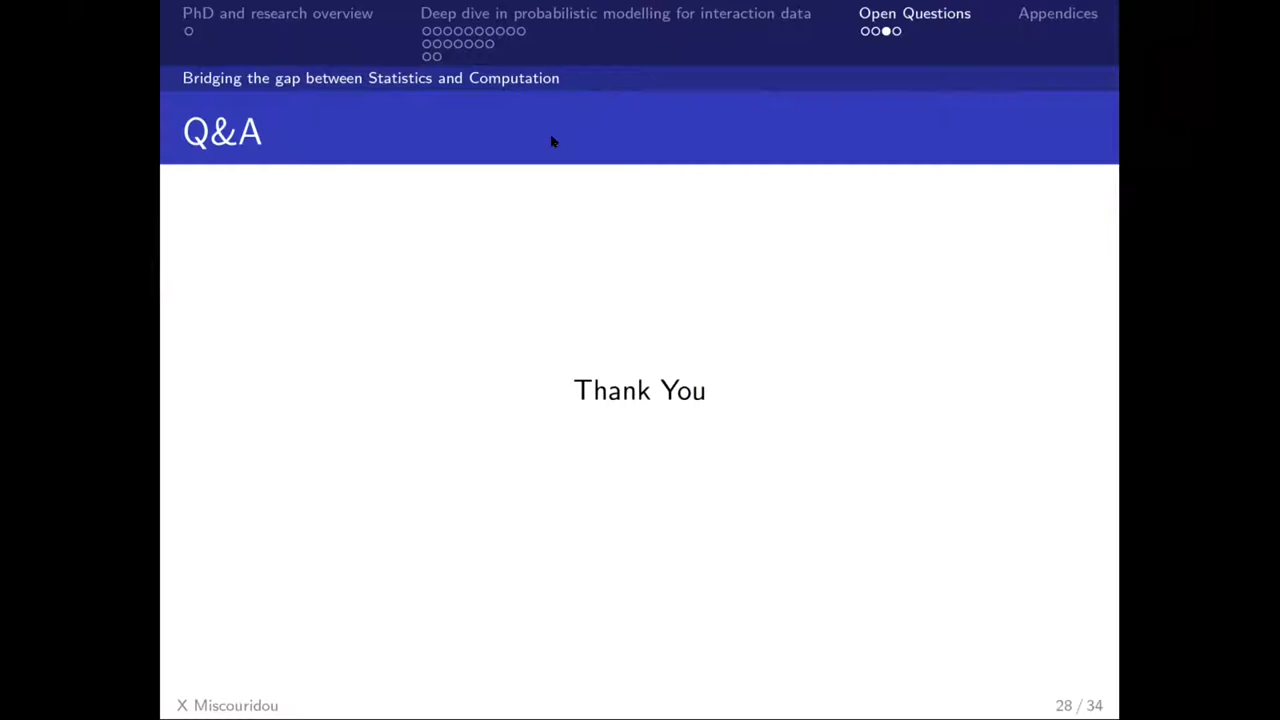 PhD and research overview
Deep dive in probabilistic modelling for interaction data
Open Questions
Appendices
Bridging the gap between Statistics and Computation
Q&A
Thank You
X Miscouridou
28 / 34